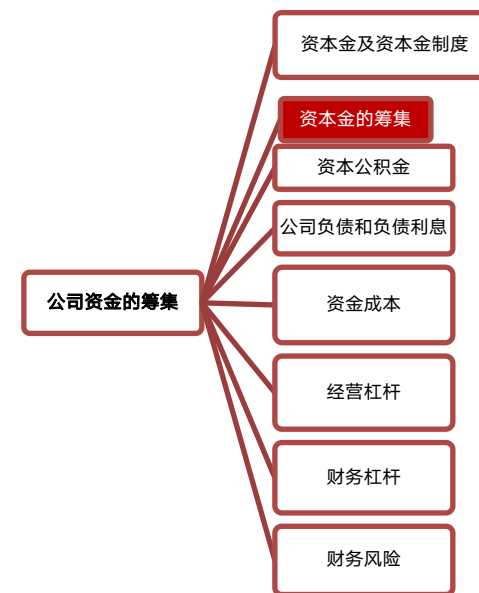 资本金及资本金制度
资本金的筹集
资本公积金
公司负债和负债利息
公司资金的筹集
资金成本
经营杠杆
财务杠杆
财务风险